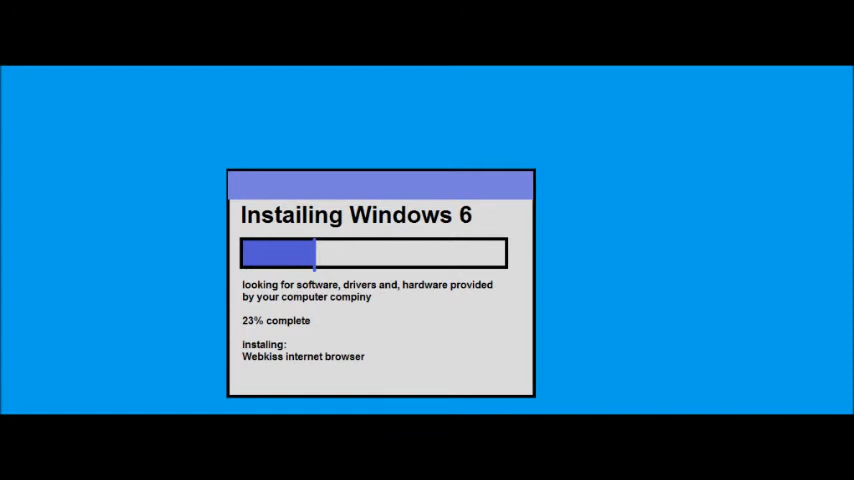 Instailing Windows 6
looking for software, drivers and, hardware provided
by your computer compiny
23% complete
instaling:
Webkiss internet browser